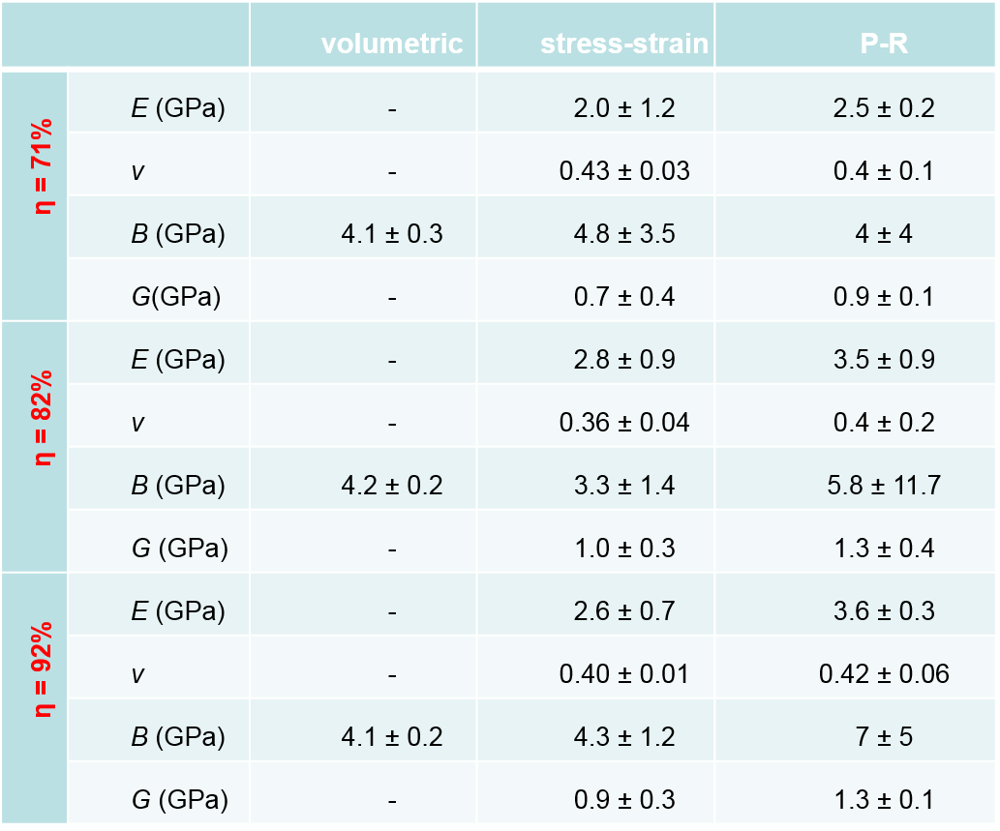 volumetric stress-strain P-R
η = 71%
E (GPa) - 2.0 ± 1.2 2.5 ± 0.2
ν - 0.43 ± 0.03 0.4 ± 0.1
B (GPa) 4.1 ± 0.3 4.8 ± 3.5 4 ± 4
G(GPa) - 0.7 ± 0.4 0.9 ± 0.1
η = 82%
E (GPa) - 2.8 ± 0.9 3.5 ± 0.9
ν - 0.36 ± 0.04 0.4 ± 0.2
B (GPa) 4.2 ± 0.2 3.3 ± 1.4 5.8 ± 11.7
G (GPa) - 1.0 ± 0.3 1.3 ± 0.4
η = 92%
E (GPa) - 2.6 ± 0.7 3.6 ± 0.3
ν - 0.40 ± 0.01 0.42 ± 0.06
B (GPa) 4.1 ± 0.2 4.3 ± 1.2 7 ± 5
G (GPa) - 0.9 ± 0.3 1.3 ± 0.1